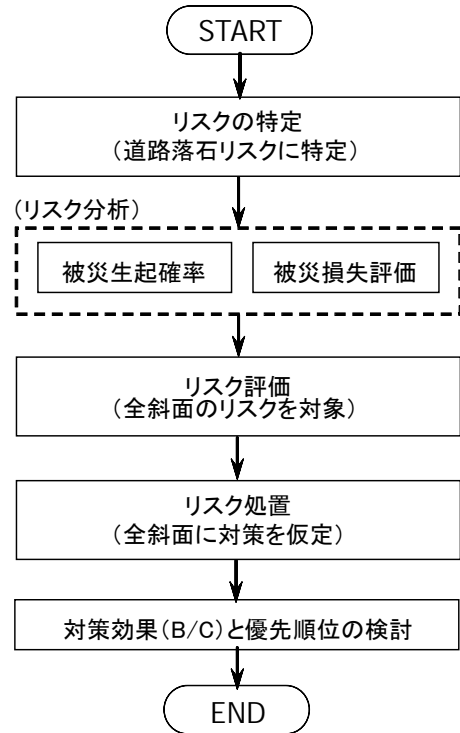 START
リスクの特定
(道路落石リスクに特定)
(リスク分析)
被災生起確率
被災損失評価
リスク評価
(全斜面のリスクを対象)
リスク処置
(全斜面に対策を仮定)
対策効果(B/C)と優先順位の検討
END